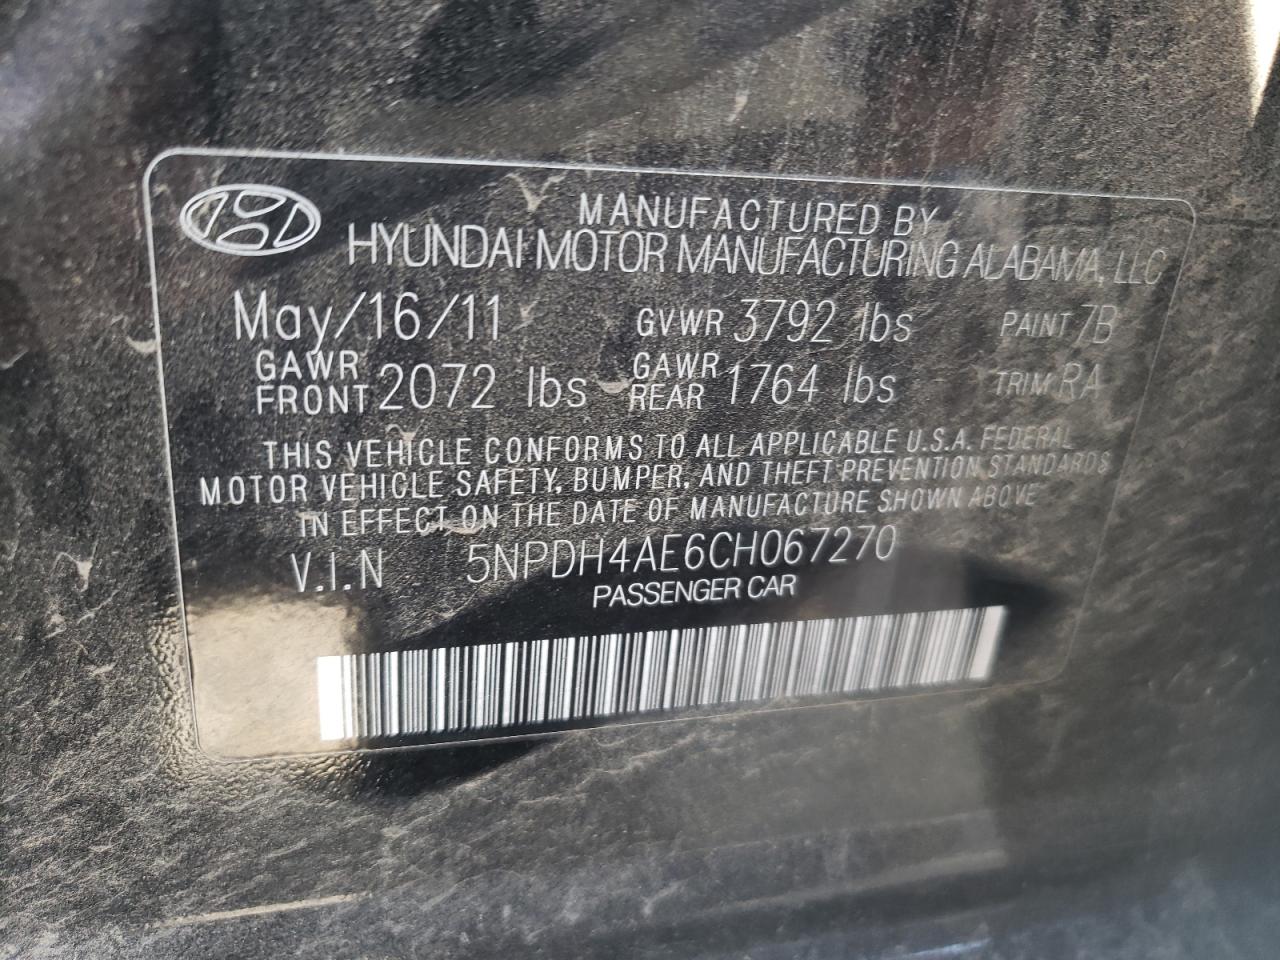 MANUFACTURED BY
HYUNDAI MOTOR MANUFACTURING ALABAMA, LLC
May/16/11 GVWR 3792 lbs PAINT 7B
GAWR FRONT 2072 lbs GAWR REAR 1764 lbs TRIM RA
THIS VEHICLE CONFORMS TO ALL APPLICABLE U.S.A. FEDERAL
MOTOR VEHICLE SAFETY, BUMPER, AND THEFT PREVENTION STANDARDS
IN EFFECT ON THE DATE OF MANUFACTURE SHOWN ABOVE
V.I.N 5NPDH4AE6CH067270
PASSENGER CAR